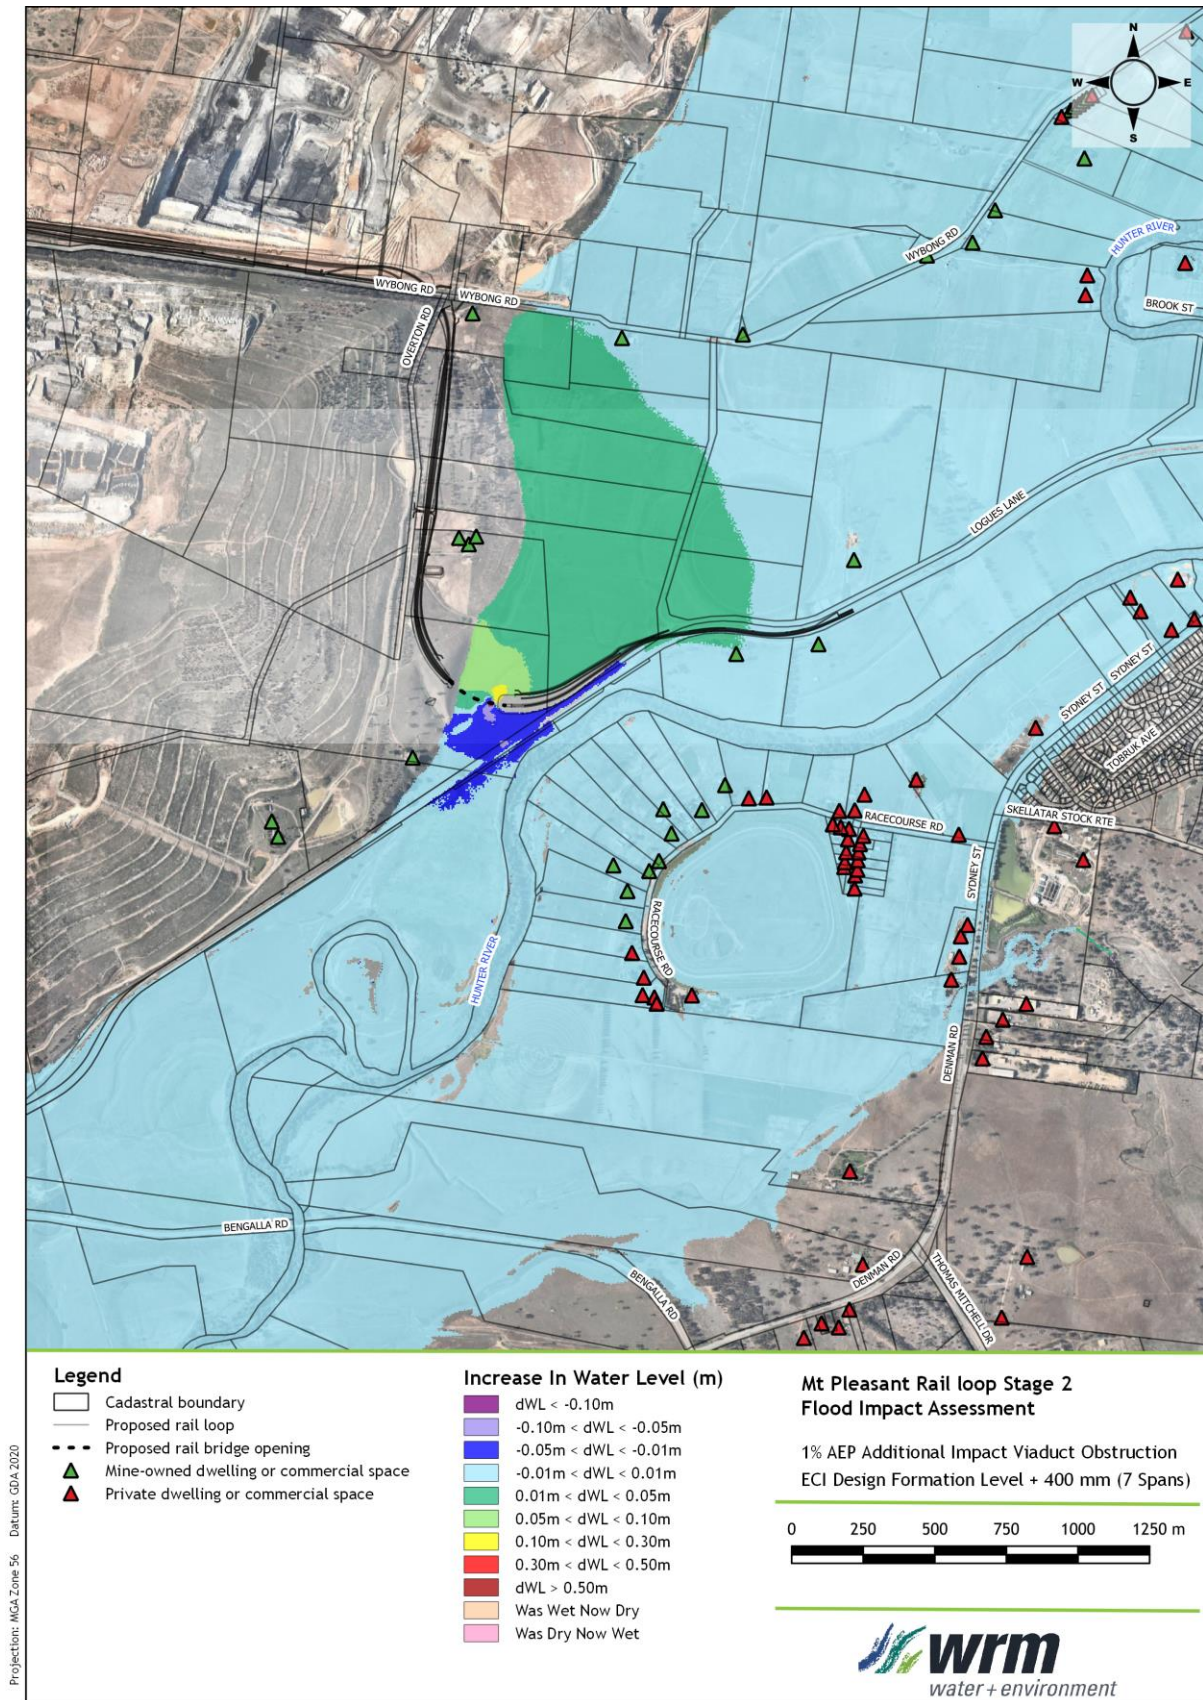 N
W E
S
WYBONG RD
HUNTER RIVER
BROOK ST
WYBONG RD
WYBONG RD
OVERTON RD
LOGUES LANE
SYDNEY ST
SYDNEY ST
TOBRUK AVE
SKELLATAR STOCK RTE
RACECOURSE RD
SYDNEY ST
RACECOURSE RD
HUNTER RIVER
DENMAN RD
BENGALLA RD
BENGALLA RD
DENMAN RD
THOMAS MITCHELL DR
Legend
Cadastral boundary
Proposed rail loop
Proposed rail bridge opening
Mine-owned dwelling or commercial space
Private dwelling or commercial space
Increase In Water Level (m)
dWL < -0.10m
-0.10m < dWL < -0.05m
-0.05m < dWL < -0.01m
-0.01m < dWL < 0.01m
0.01m < dWL < 0.05m
0.05m < dWL < 0.10m
0.10m < dWL < 0.30m
0.30m < dWL < 0.50m
dWL > 0.50m
Was Wet Now Dry
Was Dry Now Wet
Mt Pleasant Rail loop Stage 2
Flood Impact Assessment
1% AEP Additional Impact Viaduct Obstruction
ECI Design Formation Level + 400 mm (7 Spans)
0 250 500 750 1000 1250 m
wrm
water + environment
Projection: MGA Zone 56 Datum: GDA 2020